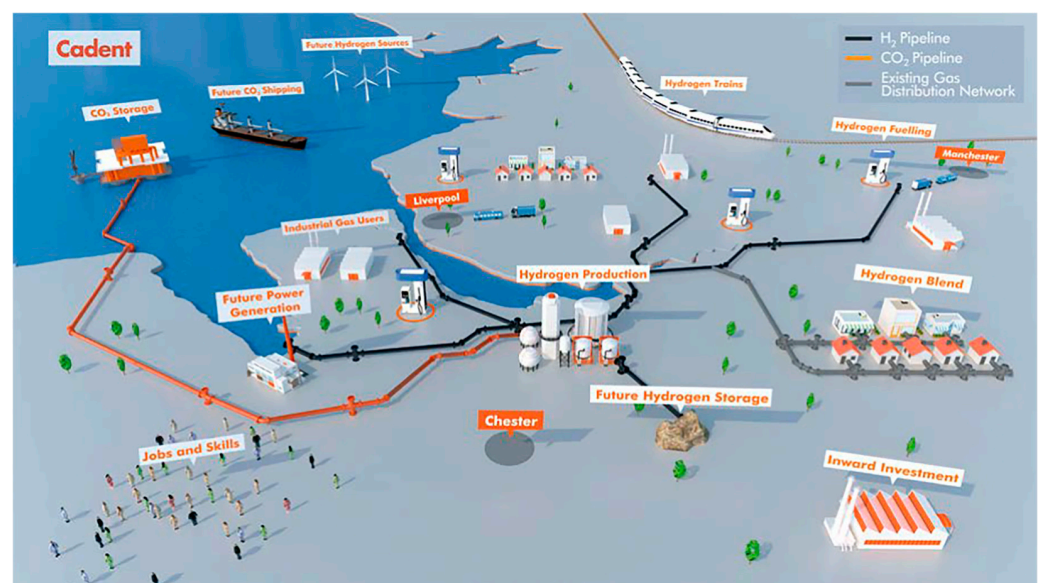 Cadent
Future Hydrogen Sources
H₂ Pipeline
CO₂ Pipeline
Existing Gas
Distribution Network
CO₂ Storage
Future CO₂ Shipping
Hydrogen Trains
Hydrogen Fuelling
Manchester
Liverpool
Industrial Gas Users
Hydrogen Production
Hydrogen Blend
Future Power
Generation
Future Hydrogen Storage
Chester
Jobs and Skills
Inward Investment